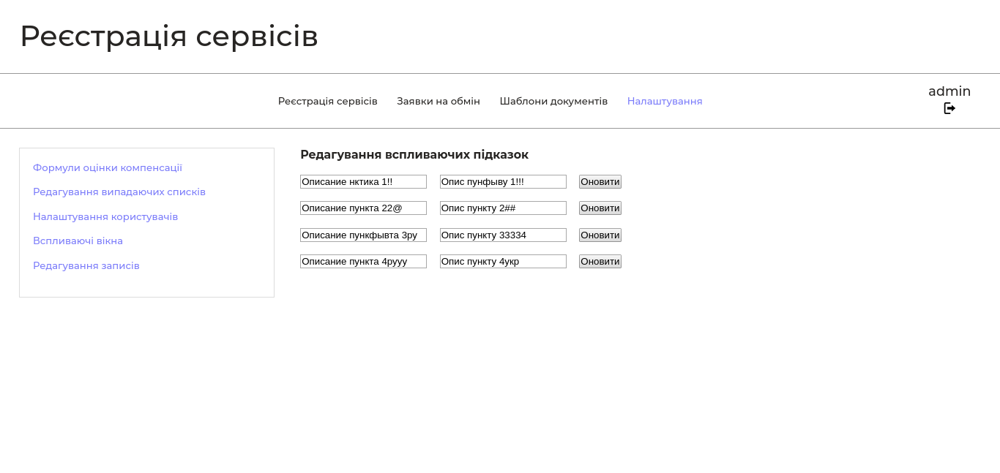 Реєстрація сервісів
Реєстрація сервісів Заявки на обмін Шаблони документів Налаштування admin
Формули оцінки компенсації
Редагування випадаючих списків
Налаштування користувачів
Вспливаючі вікна
Редагування записів
Редагування вспливаючих підказок
Описание нктика 1!! Опис пунфыву 1!!! Оновити
Описание пункта 22@ Опис пункту 2## Оновити
Описание пункфывта 3ру Опис пункту 33334 Оновити
Описание пункта 4рууу Опис пункту 4укр Оновити